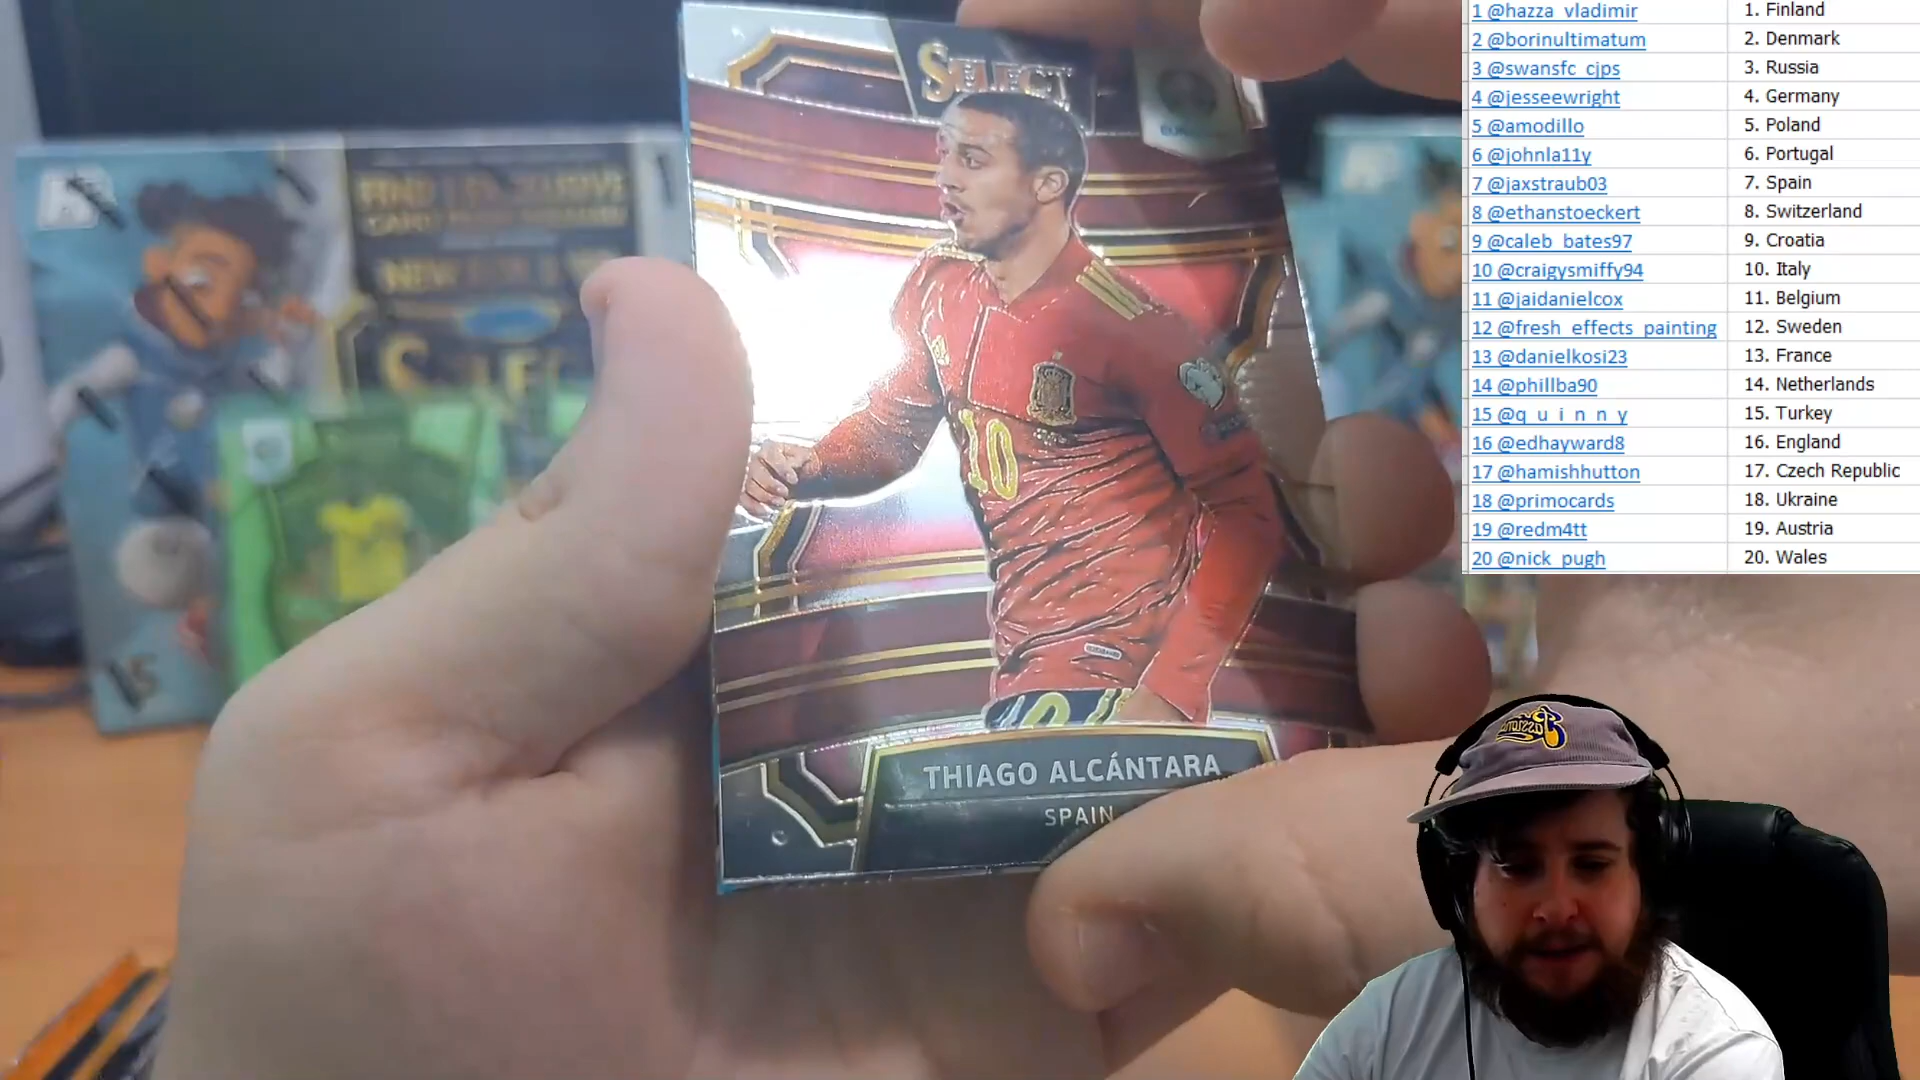 1 @hazza_vladimir 1. Finland
2 @borinultimatum 2. Denmark
3 @swansfc_cjps 3. Russia
4 @jesseewright 4. Germany
5 @amodillo 5. Poland
6 @johnla11y 6. Portugal
7 @jaxstraub03 7. Spain
8 @ethanstoeckert 8. Switzerland
9 @caleb_bates97 9. Croatia
10 @craigysmiffy94 10. Italy
11 @jaidanielcox 11. Belgium
12 @fresh_effects_painting 12. Sweden
13 @danielkosi23 13. France
14 @phillba90 14. Netherlands
15 @q_u_i_n_n_y 15. Turkey
16 @edhayward8 16. England
17 @hamishhutton 17. Czech Republic
18 @primocards 18. Ukraine
19 @redm4tt 19. Austria
20 @nick_pugh 20. Wales
SELECT
10
THIAGO ALCÁNTARA
SPAIN